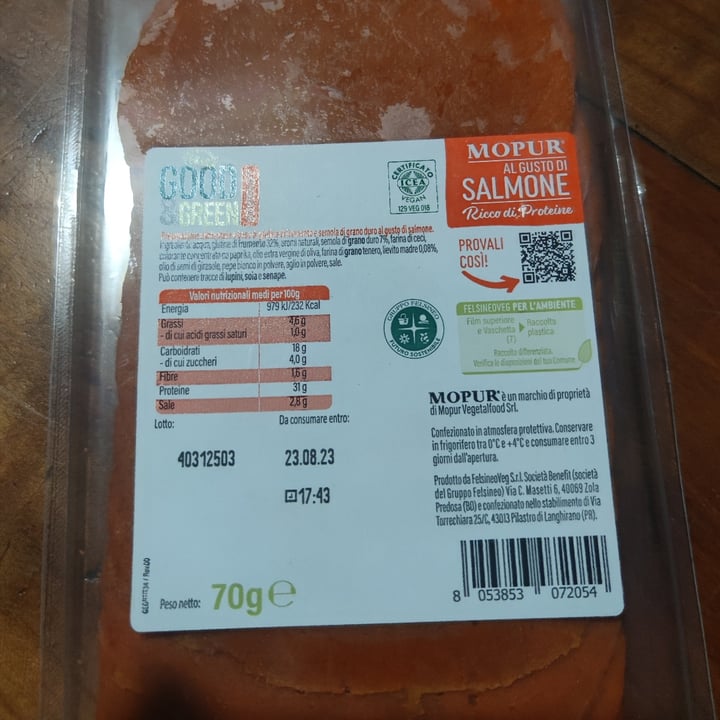 GOOD
&GREEN
CERTIFICATO
ICEA
VEGAN
129 VEG 018
MOPUR®
AL GUSTO DI
SALMONE
Ricco di Proteine
PROVALI
COSÌ!
e semola di grano duro al gusto di salmone.
Ingredienti: acqua, glutine di frumento 32%, aromi naturali, semola di grano duro 7%, farina di ceci,
colorante: concentrato di paprika, olio extra vergine di oliva, farina di grano tenero, lievito madre 0,08%,
olio di semi di girasole, pepe bianco in polvere, aglio in polvere, sale.
Può contenere tracce di lupini, soia e senape.
Valori nutrizionali medi per 100g
Energia 979 kJ/232 Kcal
Grassi 4,6 g
- di cui acidi grassi saturi 1,0 g
Carboidrati 18 g
- di cui zuccheri 4,0 g
Fibre 1,6 g
Proteine 31 g
Sale 2,8 g
GRUPPO FELSINEO
FUTURO SOSTENIBILE
FELSINEOVEG PER L'AMBIENTE
Film superiore
e Vaschetta
(7)
Raccolta
plastica
Raccolta differenziata.
Verifica le disposizioni del tuo Comune
MOPUR® è un marchio di proprietà
di Mopur Vegetalfood Srl.
Confezionato in atmosfera protettiva. Conservare
in frigorifero tra 0°C e +4°C e consumare entro 3
giorni dall'apertura.
Prodotto da FelsineoVeg S.r.l. Società Benefit (società
del Gruppo Felsineo) Via C. Masetti 6, 40069 Zola
Predosa (BO) e confezionato nello stabilimento di Via
Torrechiara 25/C, 43013 Pilastro di Langhirano (PR).
Lotto: Da consumare entro:
40312503 23.08.23
17:43
Peso netto: 70g e
8 053853 072054